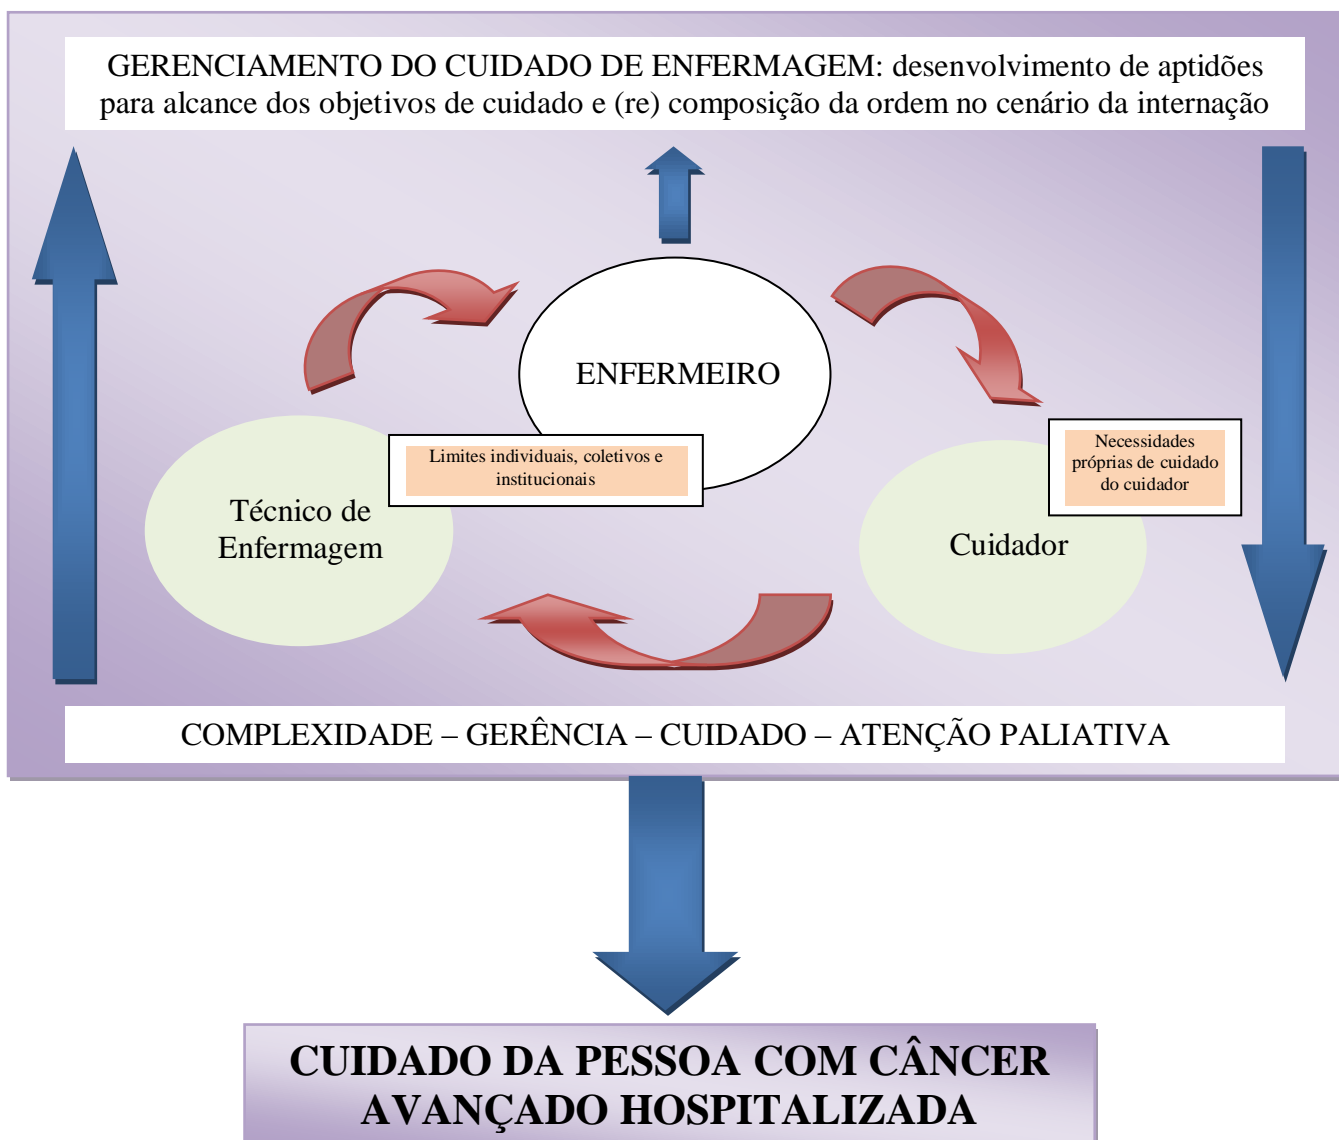 GERENCIAMENTO DO CUIDADO DE ENFERMAGEM: desenvolvimento de aptidões
para alcance dos objetivos de cuidado e (re) composição da ordem no cenário da internação
ENFERMEIRO
Limites individuais, coletivos e
institucionais
Necessidades
próprias de cuidado
do cuidador
Técnico de
Enfermagem
Cuidador
COMPLEXIDADE – GERÊNCIA – CUIDADO – ATENÇÃO PALIATIVA
CUIDADO DA PESSOA COM CÂNCER
AVANÇADO HOSPITALIZADA